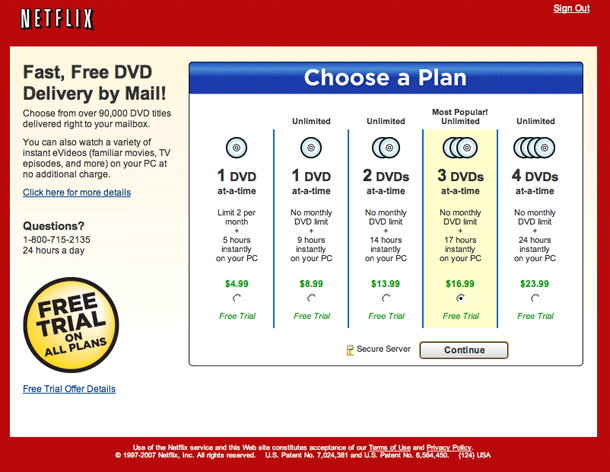 NETFLIX
Sign Out
Fast, Free DVD
Delivery by Mail!
Choose from over 90,000 DVD titles
delivered right to your mailbox.
You can also watch a variety of
instant eVideos (familiar movies, TV
episodes, and more) on your PC at
no additional charge.
Click here for more details
Questions?
1-800-715-2135
24 hours a day
FREE
TRIAL
ON
ALL PLANS
Free Trial Offer Details
Choose a Plan
1 DVD
at-a-time
Limit 2 per
month
+
5 hours
instantly
on your PC
$4.99
Free Trial
Unlimited
1 DVD
at-a-time
No monthly
DVD limit
+
9 hours
instantly
on your PC
$8.99
Free Trial
Unlimited
2 DVDs
at-a-time
No monthly
DVD limit
+
14 hours
instantly
on your PC
$13.99
Free Trial
Most Popular!
Unlimited
3 DVDs
at-a-time
No monthly
DVD limit
+
17 hours
instantly
on your PC
$16.99
Free Trial
Unlimited
4 DVDs
at-a-time
No monthly
DVD limit
+
24 hours
instantly
on your PC
$23.99
Free Trial
Secure Server
Continue
Use of the Netflix service and this Web site constitutes acceptance of our Terms of Use and Privacy Policy.
© 1997-2007 Netflix, Inc. All rights reserved. U.S. Patent No. 7,024,381 and U.S. Patent No. 6,584,450. (124) USA